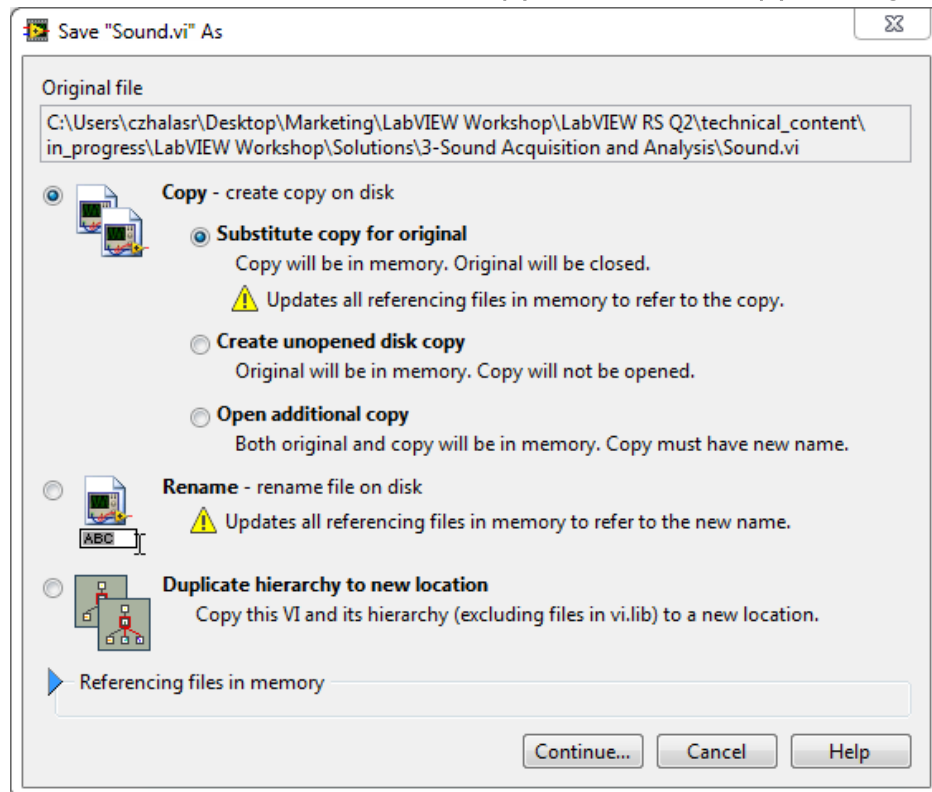 Save "Sound.vi" As
Original file
C:\Users\czhalasr\Desktop\Marketing\LabVIEW Workshop\LabVIEW RS Q2\technical_content\
in_progress\LabVIEW Workshop\Solutions\3-Sound Acquisition and Analysis\Sound.vi
Copy - create copy on disk
Substitute copy for original
Copy will be in memory. Original will be closed.
Updates all referencing files in memory to refer to the copy.
Create unopened disk copy
Original will be in memory. Copy will not be opened.
Open additional copy
Both original and copy will be in memory. Copy must have new name.
Rename - rename file on disk
Updates all referencing files in memory to refer to the new name.
ABC
Duplicate hierarchy to new location
Copy this VI and its hierarchy (excluding files in vi.lib) to a new location.
Referencing files in memory
Continue... Cancel Help